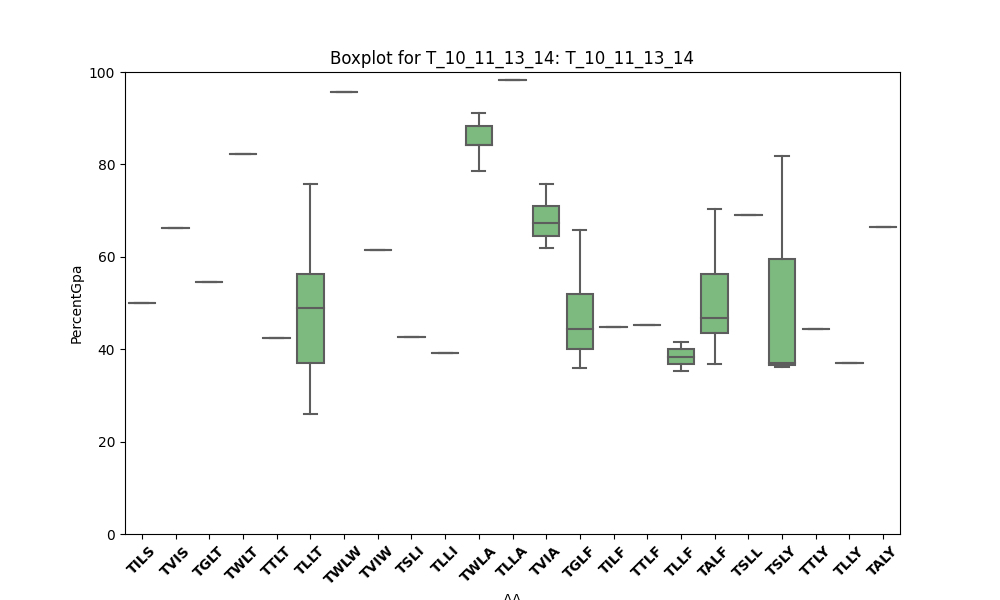 Boxplot for T_10_11_13_14: T_10_11_13_14
PercentGpa
100
80
60
40
20
0
TILS TVIS TGLT TWLT TTLT TLLT TWLW TVIW TSLI TLLI TWLA TLLA TVIA TGLF TILF TTLF TLLF TALF TSLL TSLY TTLY TLLY TALY
AA